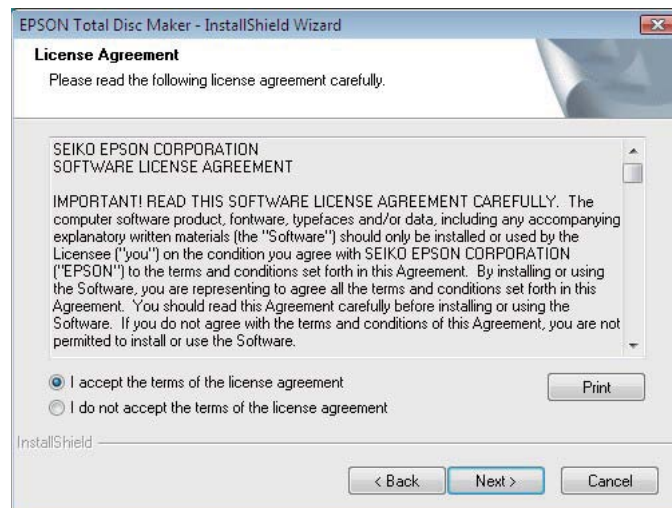 EPSON Total Disc Maker - InstallShield Wizard
License Agreement
Please read the following license agreement carefully.
SEIKO EPSON CORPORATION
SOFTWARE LICENSE AGREEMENT
IMPORTANT! READ THIS SOFTWARE LICENSE AGREEMENT CAREFULLY. The
computer software product, fontware, typefaces and/or data, including any accompanying
explanatory written materials (the "Software") should only be installed or used by the
Licensee ("you") on the condition you agree with SEIKO EPSON CORPORATION
("EPSON") to the terms and conditions set forth in this Agreement. By installing or using
the Software, you are representing to agree all the terms and conditions set forth in this
Agreement. You should read this Agreement carefully before installing or using the
Software. If you do not agree with the terms and conditions of this Agreement, you are not
permitted to install or use the Software.
I accept the terms of the license agreement
Print
I do not accept the terms of the license agreement
InstallShield
< Back
Next >
Cancel